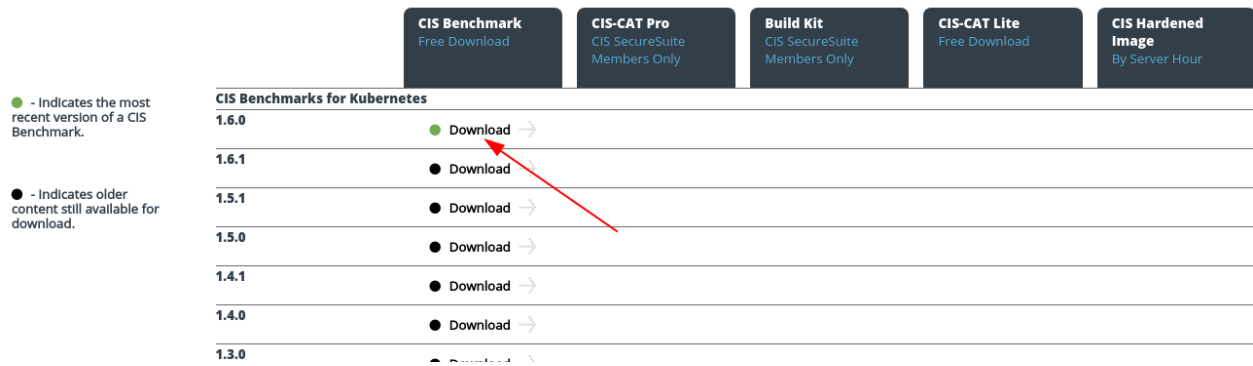 CIS Benchmark
Free Download
CIS-CAT Pro
CIS SecureSuite
Members Only
Build Kit
CIS SecureSuite
Members Only
CIS-CAT Lite
Free Download
CIS Hardened
Image
By Server Hour
- Indicates the most
recent version of a CIS
Benchmark.
- Indicates older
content still available for
download.
CIS Benchmarks for Kubernetes
1.6.0
Download
1.6.1
Download
1.5.1
Download
1.5.0
Download
1.4.1
Download
1.4.0
Download
1.3.0
Download